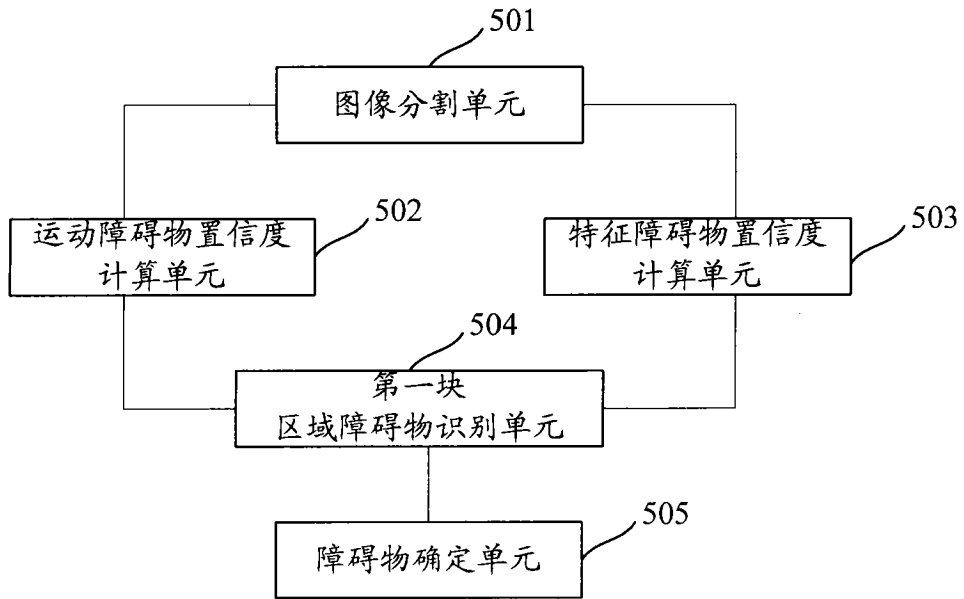 501
图像分割单元
502
运动障碍物置信度
计算单元
503
特征障碍物置信度
计算单元
504
第一块
区域障碍物识别单元
505
障碍物确定单元